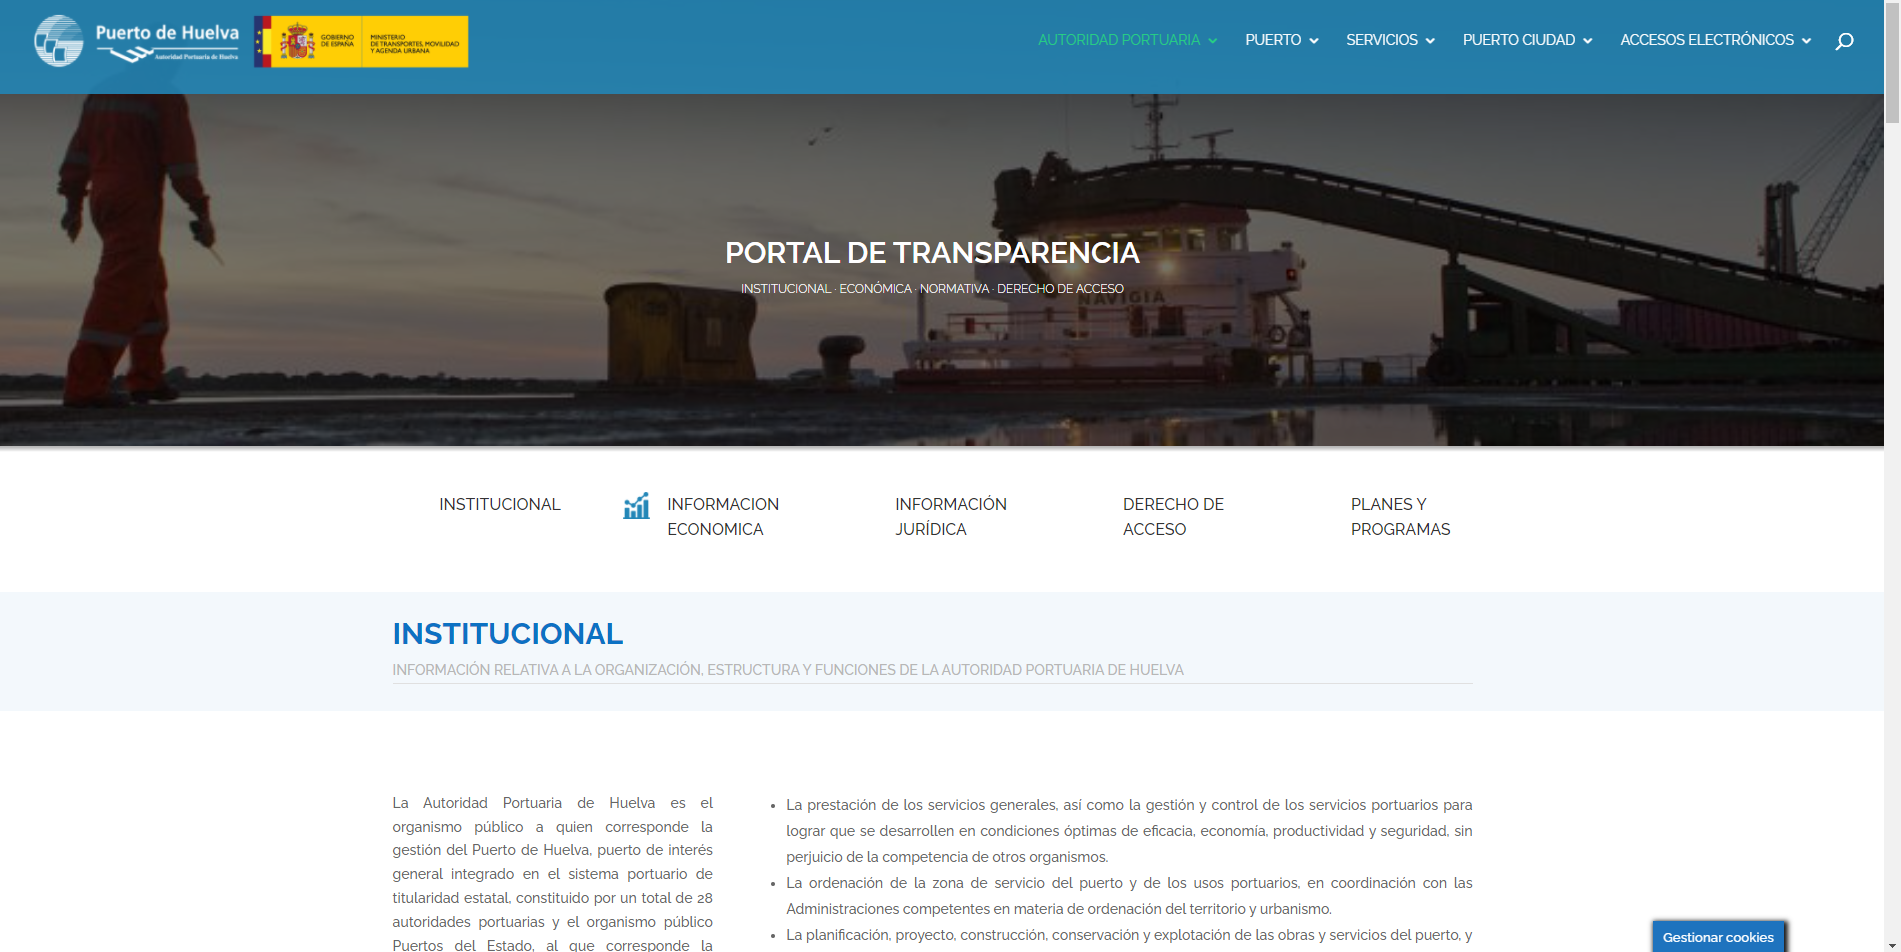 Puerto de Huelva
Autoridad Portuaria de Huelva
GOBIERNO
DE ESPAÑA
MINISTERIO
DE TRANSPORTES, MOVILIDAD
Y AGENDA URBANA
AUTORIDAD PORTUARIA
PUERTO
SERVICIOS
PUERTO CIUDAD
ACCESOS ELECTRÓNICOS
PORTAL DE TRANSPARENCIA
INSTITUCIONAL · ECONÓMICA · NORMATIVA · DERECHO DE ACCESO
NAVIGIA
INSTITUCIONAL
INFORMACION
ECONOMICA
INFORMACIÓN
JURÍDICA
DERECHO DE
ACCESO
PLANES Y
PROGRAMAS
INSTITUCIONAL
INFORMACIÓN RELATIVA A LA ORGANIZACIÓN, ESTRUCTURA Y FUNCIONES DE LA AUTORIDAD PORTUARIA DE HUELVA
La Autoridad Portuaria de Huelva es el
organismo público a quien corresponde la
gestión del Puerto de Huelva, puerto de interés
general integrado en el sistema portuario de
titularidad estatal, constituido por un total de 28
autoridades portuarias y el organismo público
Puertos del Estado, al que corresponde la
• La prestación de los servicios generales, así como la gestión y control de los servicios portuarios para
lograr que se desarrollen en condiciones óptimas de eficacia, economía, productividad y seguridad, sin
perjuicio de la competencia de otros organismos.
• La ordenación de la zona de servicio del puerto y de los usos portuarios, en coordinación con las
Administraciones competentes en materia de ordenación del territorio y urbanismo.
• La planificación, proyecto, construcción, conservación y explotación de las obras y servicios del puerto, y
Gestionar cookies